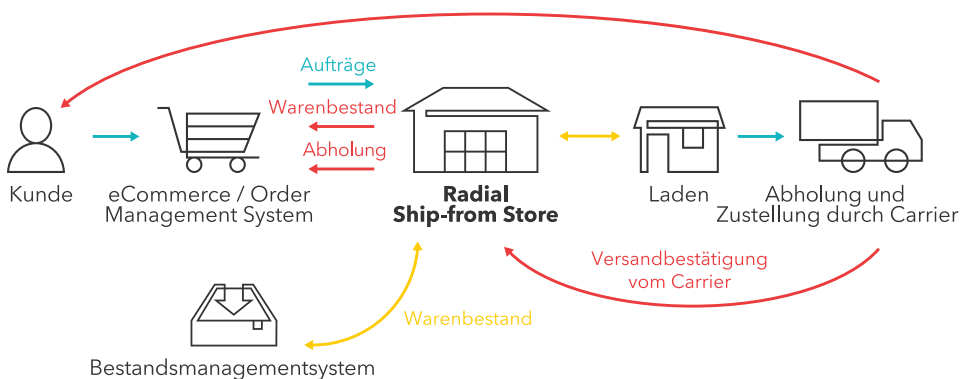 Aufträge
Warenbestand
Abholung
Kunde
eCommerce / Order
Management System
Radial
Ship-from Store
Laden
Abholung und
Zustellung durch Carrier
Versandbestätigung
vom Carrier
Warenbestand
Bestandsmanagementsystem